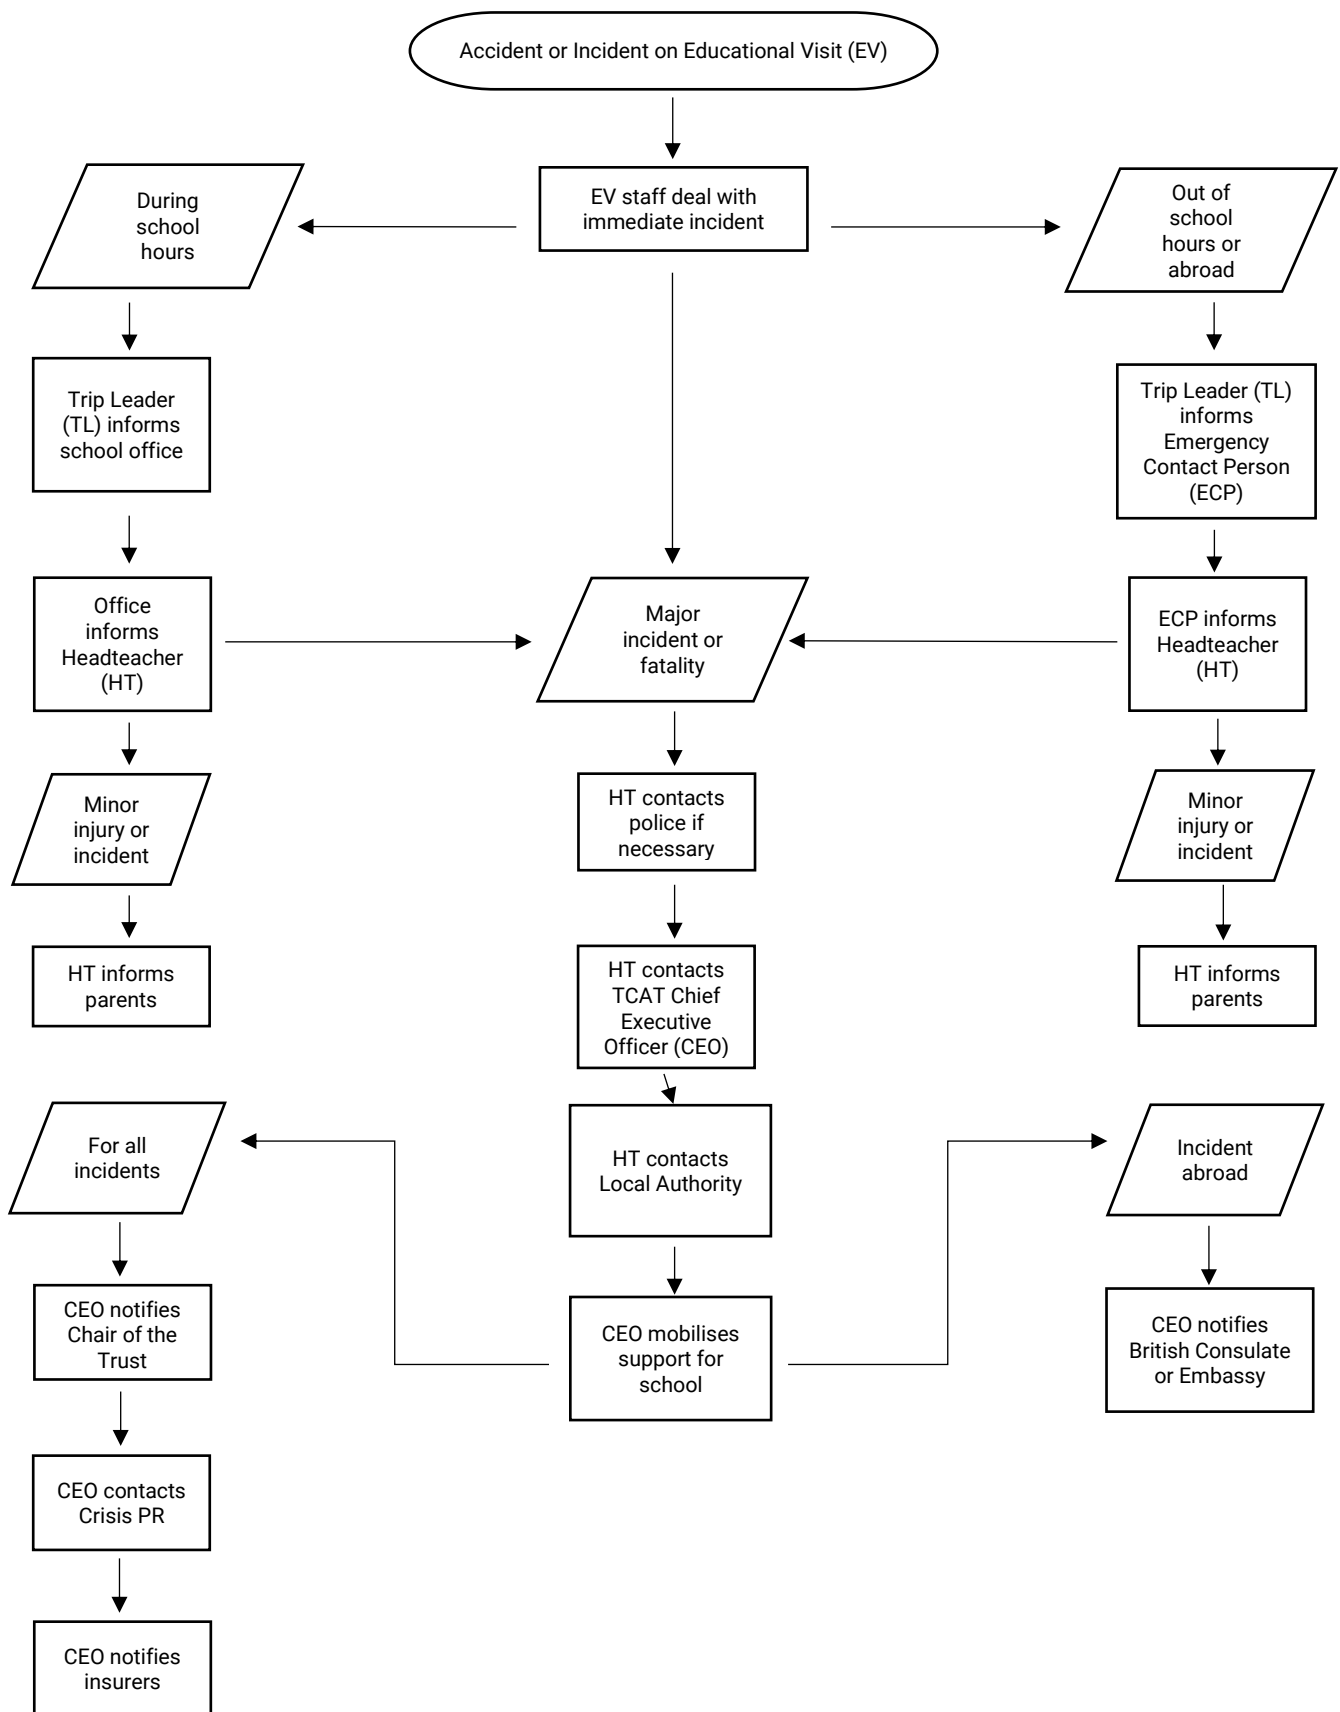 Accident or Incident on Educational Visit (EV)
During
school
hours
EV staff deal with
immediate incident
Out of
school
hours or
abroad
Trip Leader
(TL) informs
school office
Trip Leader (TL)
informs
Emergency
Contact Person
(ECP)
Office
informs
Headteacher
(HT)
Major
incident or
fatality
ECP informs
Headteacher
(HT)
Minor
injury or
incident
HT contacts
police if
necessary
Minor
injury or
incident
HT informs
parents
HT contacts
TCAT Chief
Executive
Officer (CEO)
HT informs
parents
For all
incidents
HT contacts
Local Authority
Incident
abroad
CEO notifies
Chair of the
Trust
CEO mobilises
support for
school
CEO notifies
British Consulate
or Embassy
CEO contacts
Crisis PR
CEO notifies
insurers